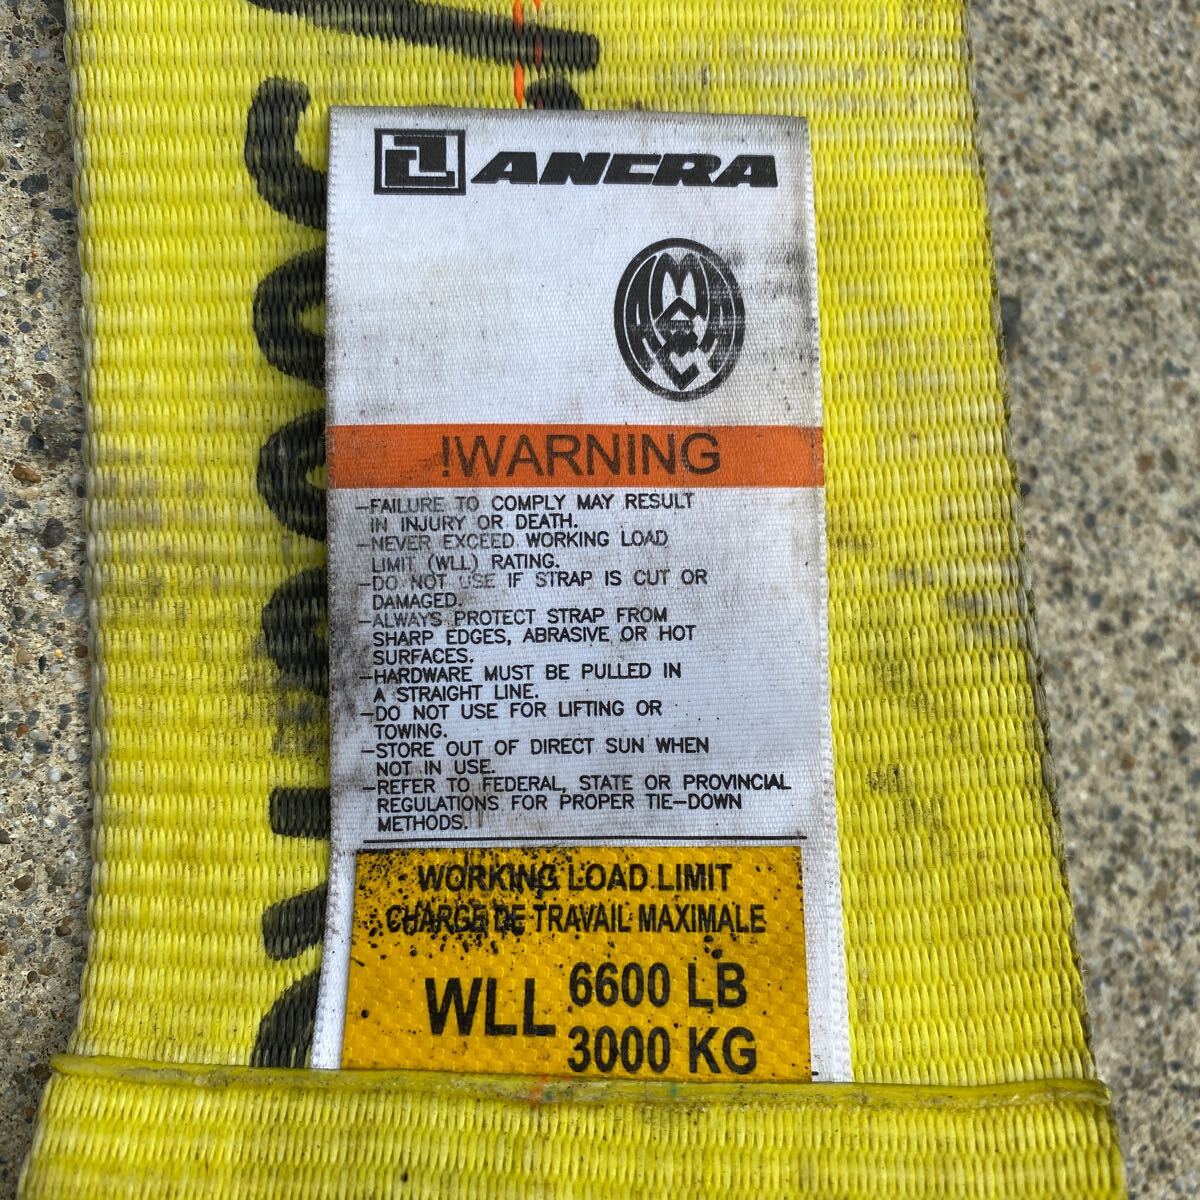 ANCRA
!WARNING
-FAILURE TO COMPLY MAY RESULT
IN INJURY OR DEATH.
-NEVER EXCEED WORKING LOAD
LIMIT (WLL) RATING.
-DO NOT USE IF STRAP IS CUT OR
DAMAGED.
-ALWAYS PROTECT STRAP FROM
SHARP EDGES, ABRASIVE OR HOT
SURFACES.
-HARDWARE MUST BE PULLED IN
A STRAIGHT LINE.
-DO NOT USE FOR LIFTING OR
TOWING.
-STORE OUT OF DIRECT SUN WHEN
NOT IN USE.
-REFER TO FEDERAL, STATE OR PROVINCIAL
REGULATIONS FOR PROPER TIE-DOWN
METHODS.
WORKING LOAD LIMIT
CHARGE DE TRAVAIL MAXIMALE
WLL 6600 LB
3000 KG